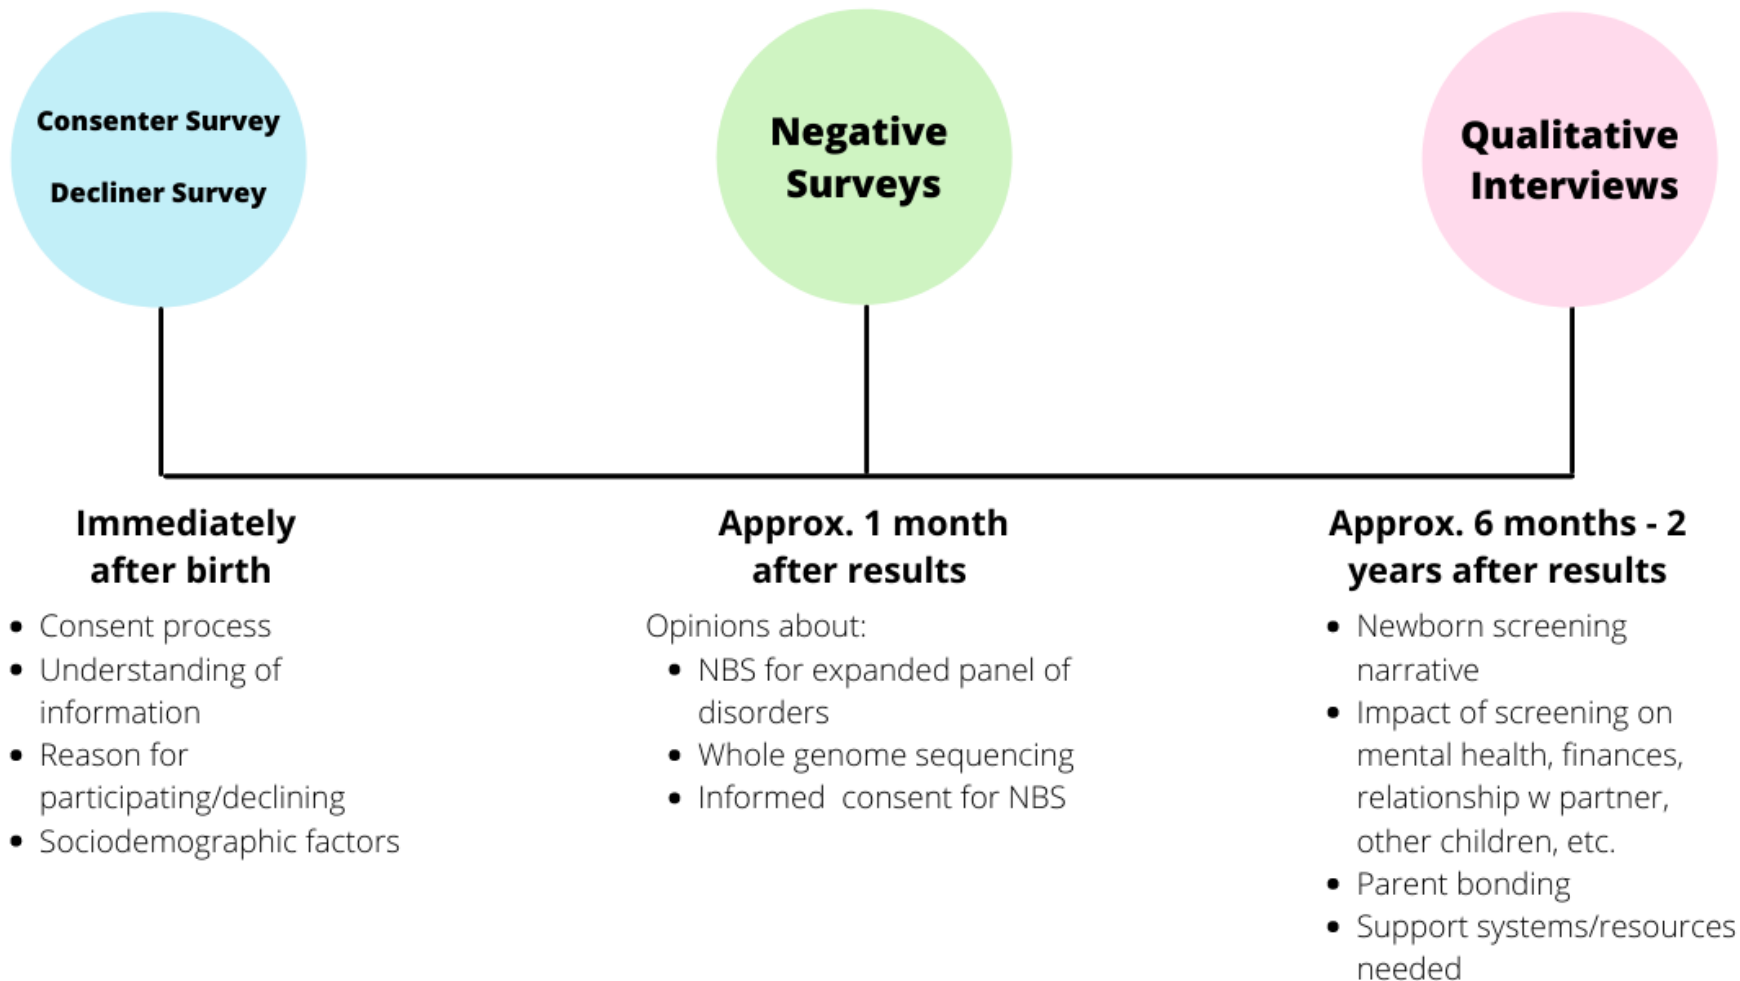 Consenter Survey
Decliner Survey
Negative
Surveys
Qualitative
Interviews
Immediately
after birth
• Consent process
• Understanding of
information
• Reason for
participating/declining
• Sociodemographic factors
Approx. 1 month
after results
Opinions about:
• NBS for expanded panel of
disorders
• Whole genome sequencing
• Informed  consent for NBS
Approx. 6 months - 2
years after results
• Newborn screening
narrative
• Impact of screening on
mental health, finances,
relationship w partner,
other children, etc.
• Parent bonding
• Support systems/resources
needed